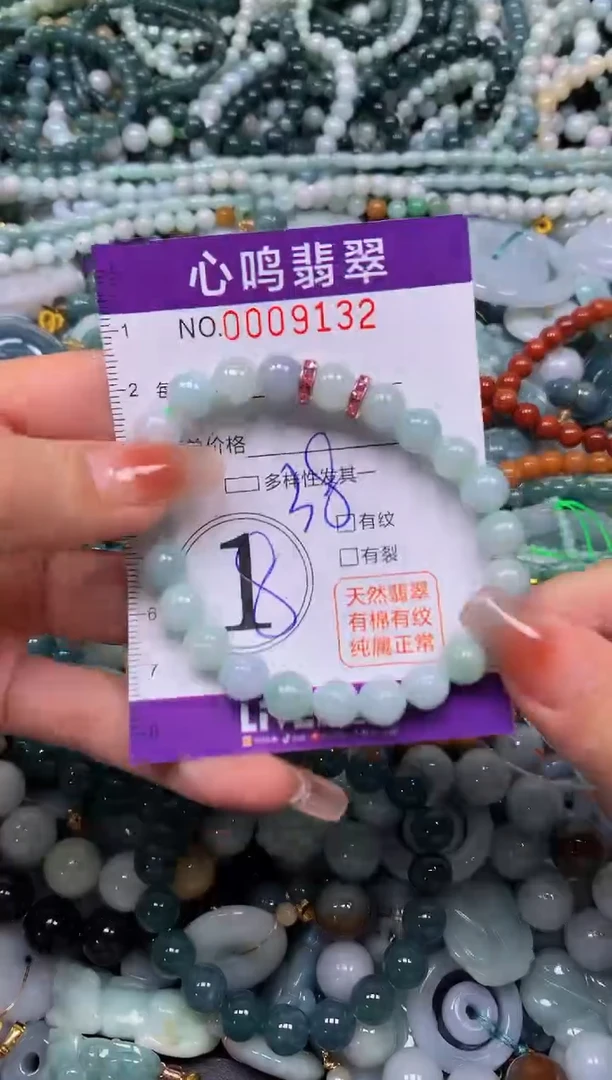 心鸣翡翠
NO.0009132
1
2
价格
多样性发其一
38
有纹
有裂
18
天然翡翠
有棉有纹
纯属正常
6
7
8